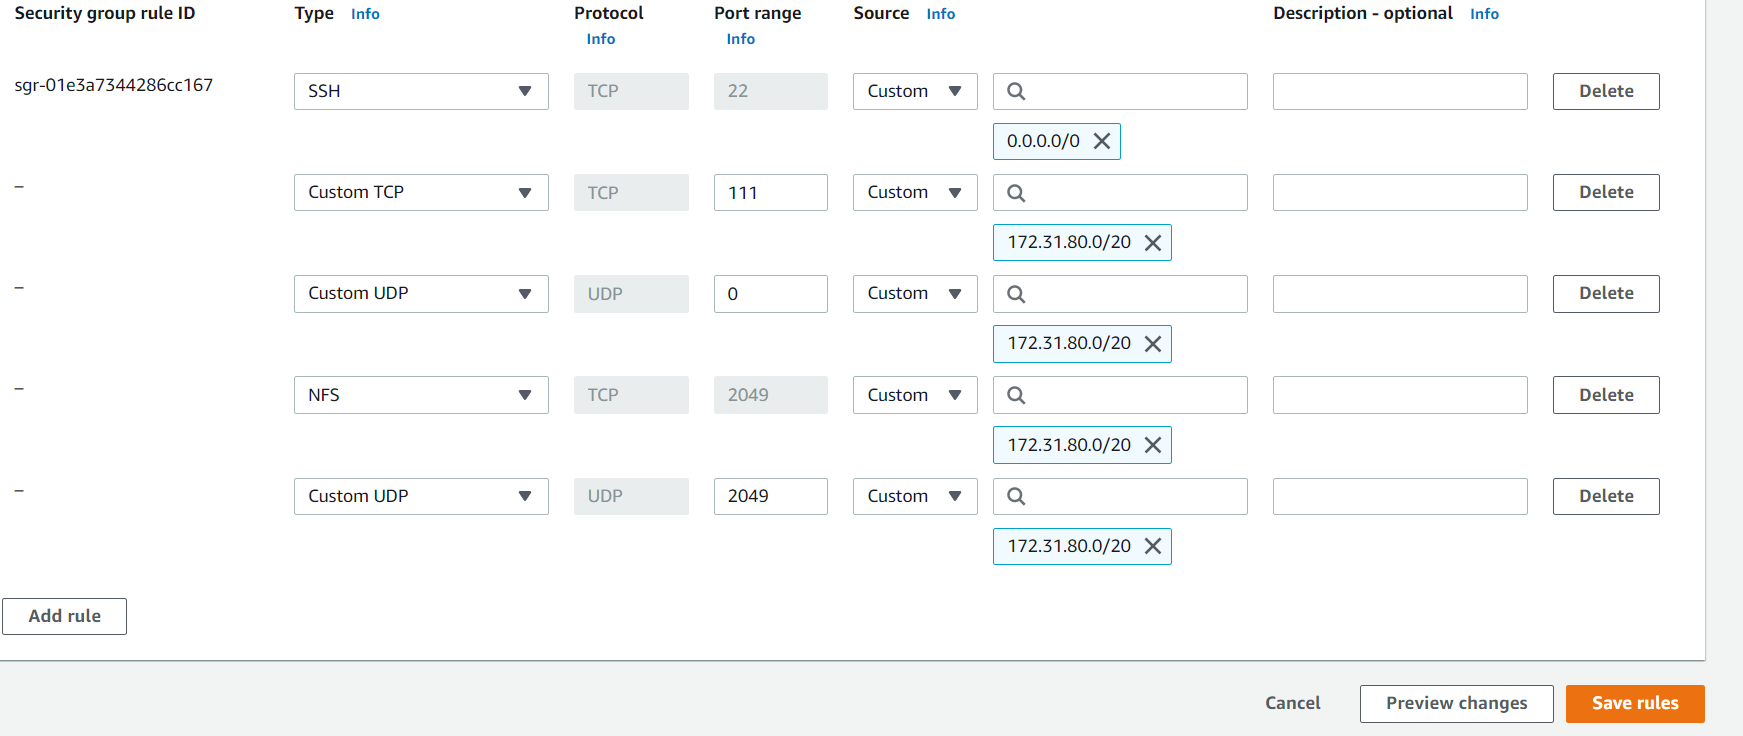 Security group rule ID Type Info Protocol Port range Source Info Description - optional Info
Info Info
sgr-01e3a7344286cc167 SSH TCP 22 Custom Delete
0.0.0.0/0
– Custom TCP TCP 111 Custom Delete
172.31.80.0/20
– Custom UDP UDP 0 Custom Delete
172.31.80.0/20
– NFS TCP 2049 Custom Delete
172.31.80.0/20
– Custom UDP UDP 2049 Custom Delete
172.31.80.0/20
Add rule
Cancel Preview changes Save rules